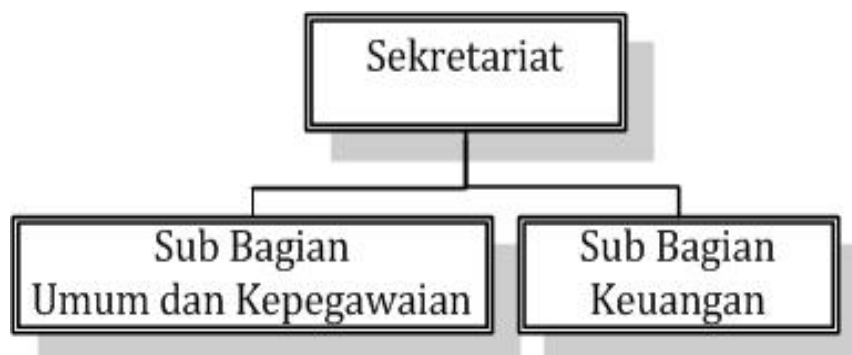 Sekretariat
Sub Bagian
Umum dan Kepegawaian
Sub Bagian
Keuangan